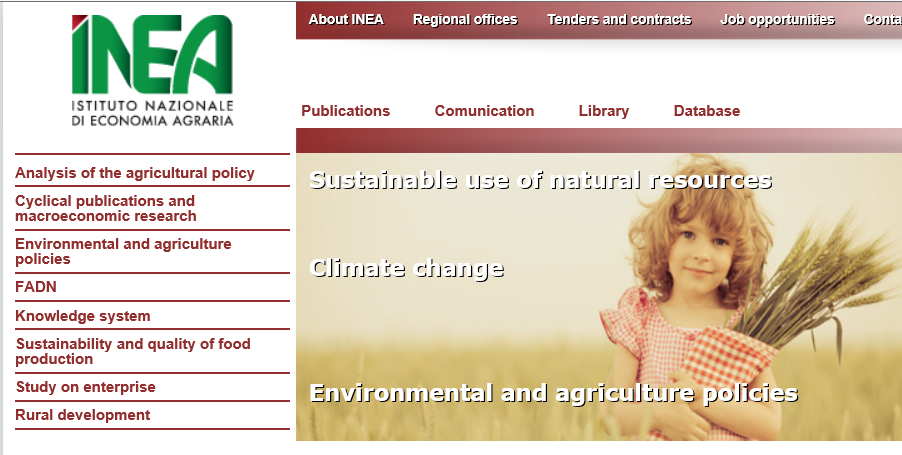 INEA
ISTITUTO NAZIONALE
DI ECONOMIA AGRARIA
About INEA
Regional offices
Tenders and contracts
Job opportunities
Conta
Publications
Comunication
Library
Database
Analysis of the agricultural policy
Cyclical publications and
macroeconomic research
Environmental and agriculture
policies
FADN
Knowledge system
Sustainability and quality of food
production
Study on enterprise
Rural development
Sustainable use of natural resources
Climate change
Environmental and agriculture policies